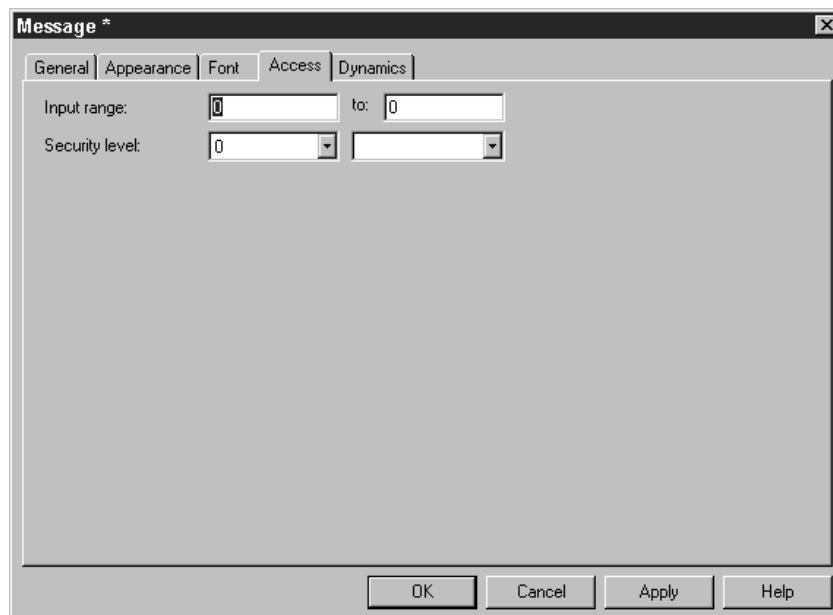 Message *
General Appearance Font Access Dynamics
Input range: 0 to: 0
Security level: 0
OK Cancel Apply Help